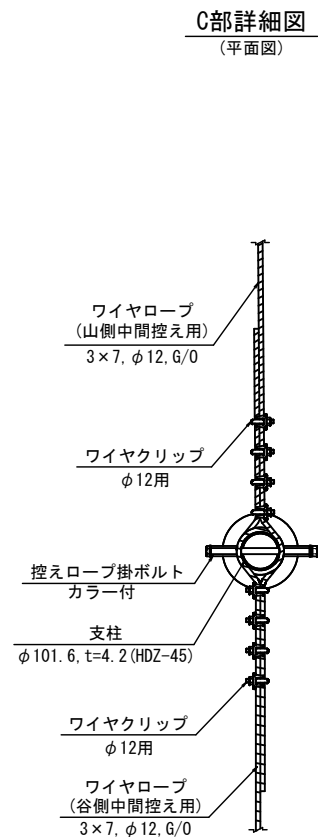 C部詳細図
(平面図)
ワイヤロープ
(山側中間控え用)
3×7, φ12, G/O
ワイヤクリップ
φ12用
控えロープ掛ボルト
カラー付
支柱
φ101.6, t=4.2(HDZ-45)
ワイヤクリップ
φ12用
ワイヤロープ
(谷側中間控え用)
3×7, φ12, G/O